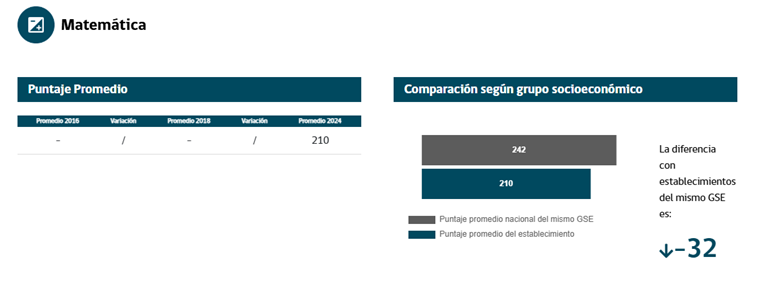 Matemática
Puntaje Promedio
Promedio 2016 Variación Promedio 2018 Variación Promedio 2024
- / - / 210
Comparación según grupo socioeconómico
242
210
Puntaje promedio nacional del mismo GSE
Puntaje promedio del establecimiento
La diferencia
con
establecimientos
del mismo GSE
es:
↓-32